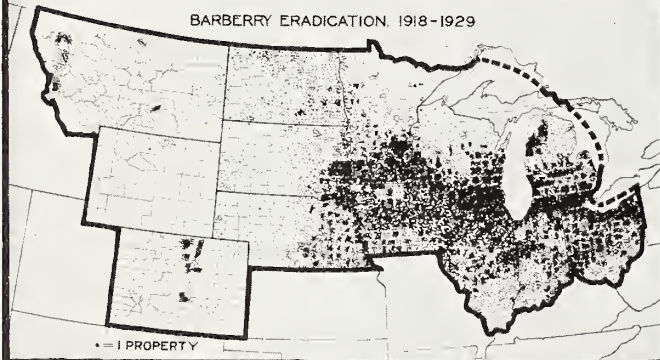 BARBERRY ERADICATION, 1918-1929
• = 1 PROPERTY